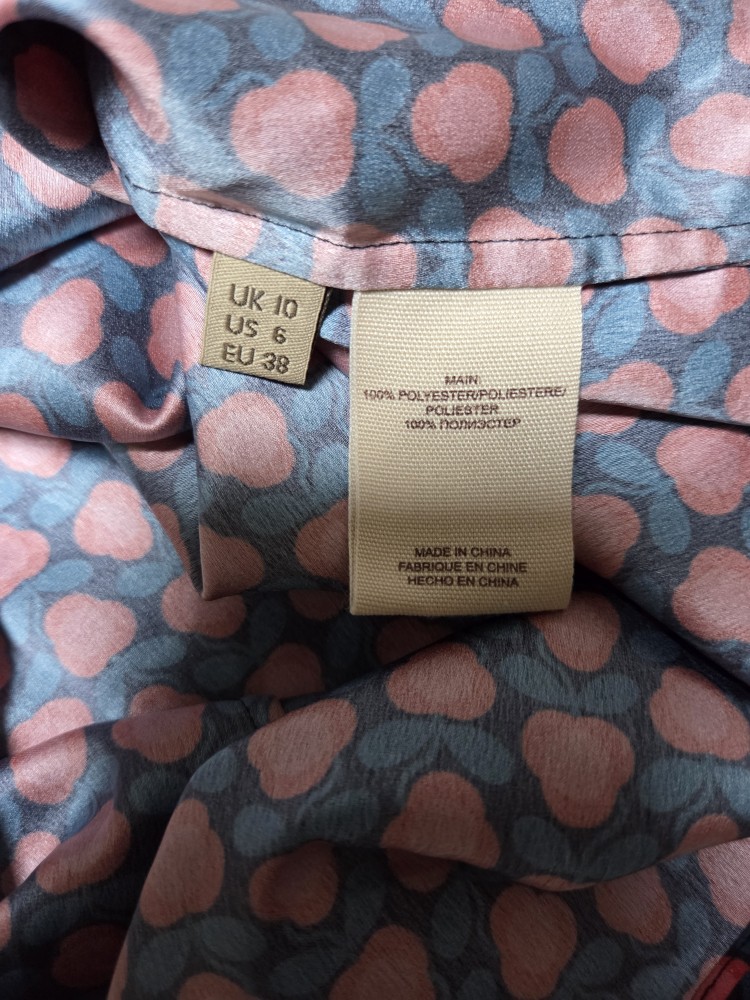 UK 10
US 6
EU 38
MAIN:
100% POLYESTER/POLIESTERE/
POLIESTER
100% ПОЛИЭСТЕР
MADE IN CHINA
FABRIQUE EN CHINE
HECHO EN CHINA